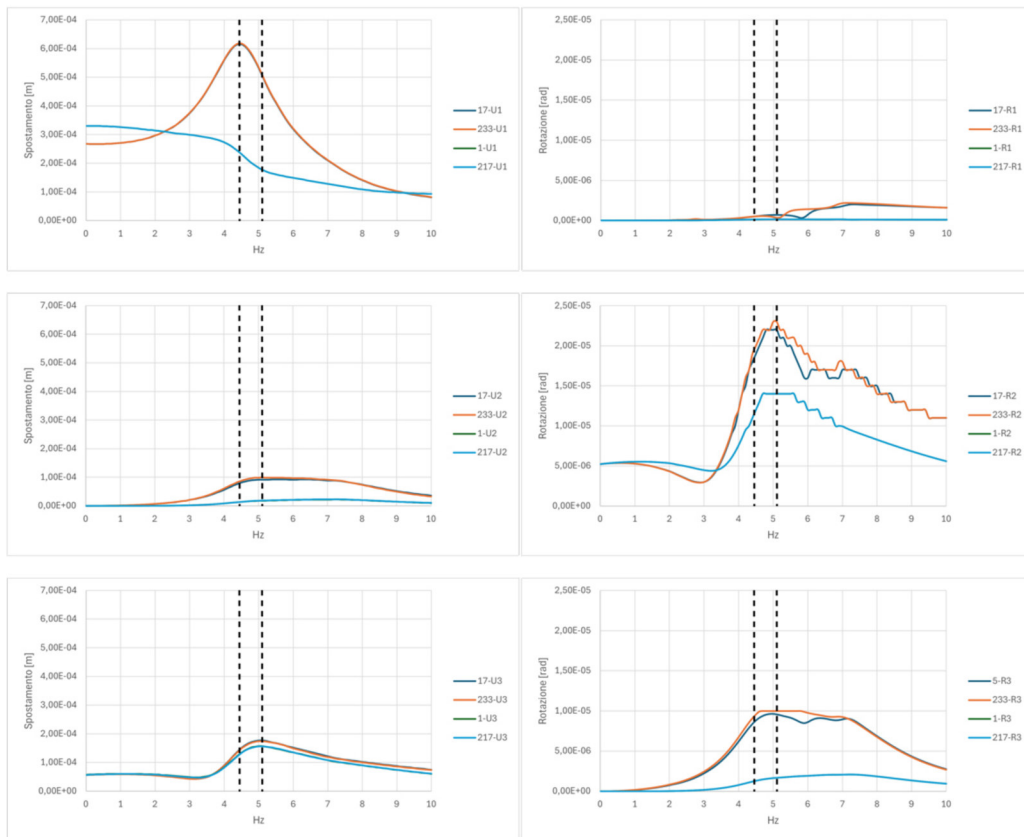 7,00E-04
6,00E-04
5,00E-04
4,00E-04
3,00E-04
2,00E-04
1,00E-04
0,00E+00
Spostamento [m]
0 1 2 3 4 5 6 7 8 9 10
Hz
17-U1
233-U1
1-U1
217-U1
2,50E-05
2,00E-05
1,50E-05
1,00E-05
5,00E-06
0,00E+00
Rotazione [rad]
0 1 2 3 4 5 6 7 8 9 10
Hz
17-R1
233-R1
1-R1
217-R1
7,00E-04
6,00E-04
5,00E-04
4,00E-04
3,00E-04
2,00E-04
1,00E-04
0,00E+00
Spostamento [m]
0 1 2 3 4 5 6 7 8 9 10
Hz
17-U2
233-U2
1-U2
217-U2
2,50E-05
2,00E-05
1,50E-05
1,00E-05
5,00E-06
0,00E+00
Rotazione [rad]
0 1 2 3 4 5 6 7 8 9 10
Hz
17-R2
233-R2
1-R2
217-R2
7,00E-04
6,00E-04
5,00E-04
4,00E-04
3,00E-04
2,00E-04
1,00E-04
0,00E+00
Spostamento [m]
0 1 2 3 4 5 6 7 8 9 10
Hz
17-U3
233-U3
1-U3
217-U3
2,50E-05
2,00E-05
1,50E-05
1,00E-05
5,00E-06
0,00E+00
Rotazione [rad]
0 1 2 3 4 5 6 7 8 9 10
Hz
5-R3
233-R3
1-R3
217-R3